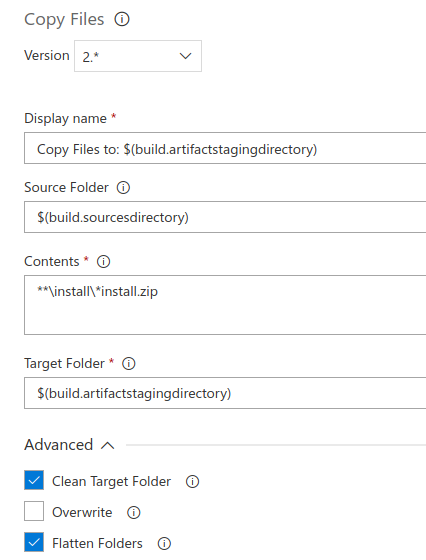 Copy Files
Version 2.*
Display name *
Copy Files to: $(build.artifactstagingdirectory)
Source Folder
$(build.sourcesdirectory)
Contents *
**\install\*install.zip
Target Folder *
$(build.artifactstagingdirectory)
Advanced
Clean Target Folder
Overwrite
Flatten Folders